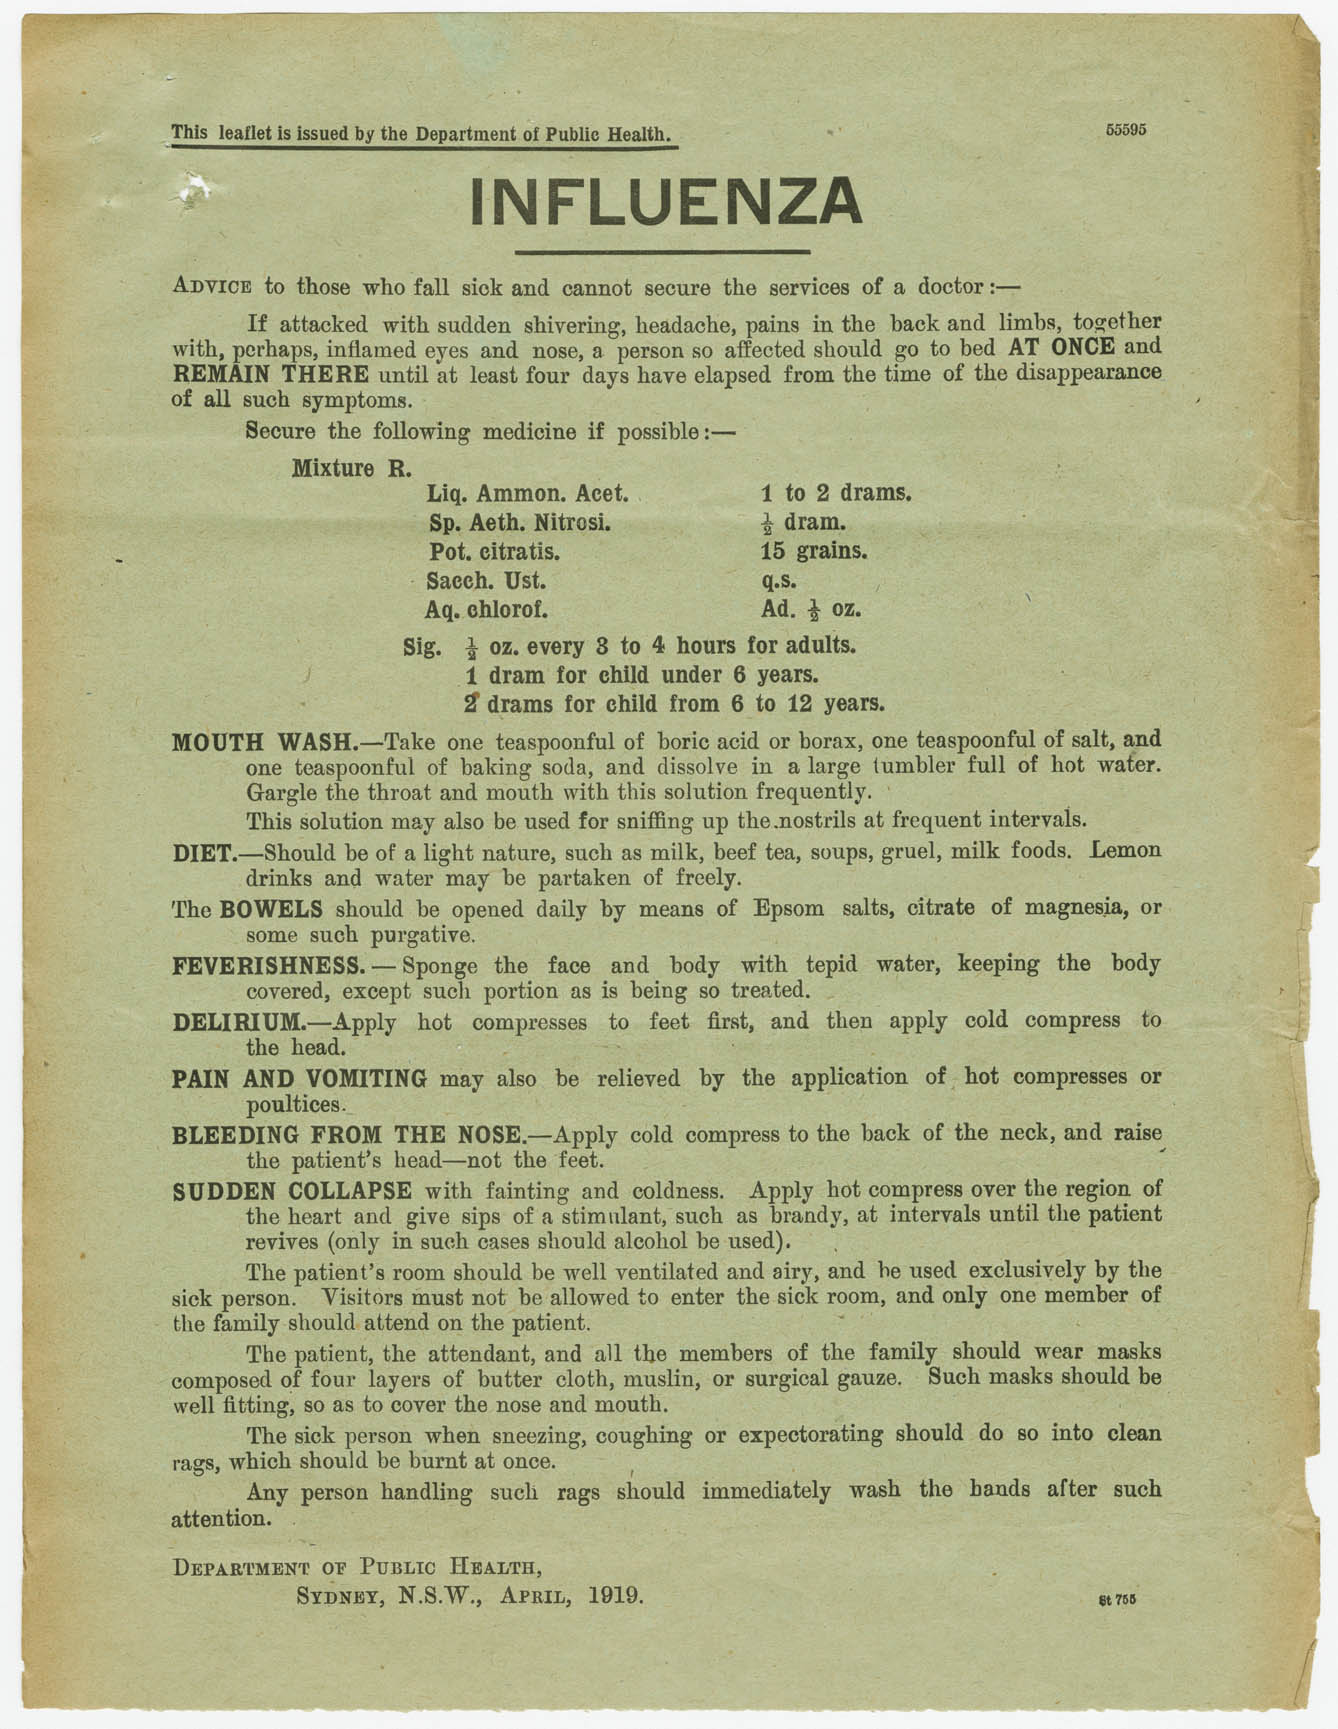 This leaflet is issued by the Department of Public Health.
55595
INFLUENZA
ADVICE to those who fall sick and cannot secure the services of a doctor:—
If attacked with sudden shivering, headache, pains in the back and limbs, together
with, perhaps, inflamed eyes and nose, a person so affected should go to bed AT ONCE and
REMAIN THERE until at least four days have elapsed from the time of the disappearance
of all such symptoms.
Secure the following medicine if possible:—
Mixture R.
Liq. Ammon. Acet. 1 to 2 drams.
Sp. Aeth. Nitrosi. ½ dram.
Pot. citratis. 15 grains.
Sacch. Ust. q.s.
Aq. chlorof. Ad. ½ oz.
Sig. ½ oz. every 3 to 4 hours for adults.
1 dram for child under 6 years.
2 drams for child from 6 to 12 years.
MOUTH WASH.—Take one teaspoonful of boric acid or borax, one teaspoonful of salt, and
one teaspoonful of baking soda, and dissolve in a large tumbler full of hot water.
Gargle the throat and mouth with this solution frequently.
This solution may also be used for sniffing up the nostrils at frequent intervals.
DIET.—Should be of a light nature, such as milk, beef tea, soups, gruel, milk foods. Lemon
drinks and water may be partaken of freely.
The BOWELS should be opened daily by means of Epsom salts, citrate of magnesia, or
some such purgative.
FEVERISHNESS.—Sponge the face and body with tepid water, keeping the body
covered, except such portion as is being so treated.
DELIRIUM.—Apply hot compresses to feet first, and then apply cold compress to
the head.
PAIN AND VOMITING may also be relieved by the application of hot compresses or
poultices.
BLEEDING FROM THE NOSE.—Apply cold compress to the back of the neck, and raise
the patient's head—not the feet.
SUDDEN COLLAPSE with fainting and coldness. Apply hot compress over the region of
the heart and give sips of a stimulant, such as brandy, at intervals until the patient
revives (only in such cases should alcohol be used).
The patient's room should be well ventilated and airy, and be used exclusively by the
sick person. Visitors must not be allowed to enter the sick room, and only one member of
the family should attend on the patient.
The patient, the attendant, and all the members of the family should wear masks
composed of four layers of butter cloth, muslin, or surgical gauze. Such masks should be
well fitting, so as to cover the nose and mouth.
The sick person when sneezing, coughing or expectorating should do so into clean
rags, which should be burnt at once.
Any person handling such rags should immediately wash the hands after such
attention.
DEPARTMENT OF PUBLIC HEALTH,
SYDNEY, N.S.W., APRIL, 1919.
St 755